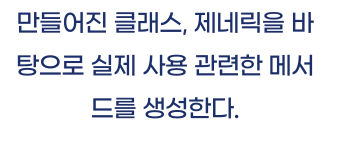 만들어진 클래스, 제네릭을 바
탕으로 실제 사용 관련한 메서
드를 생성한다.